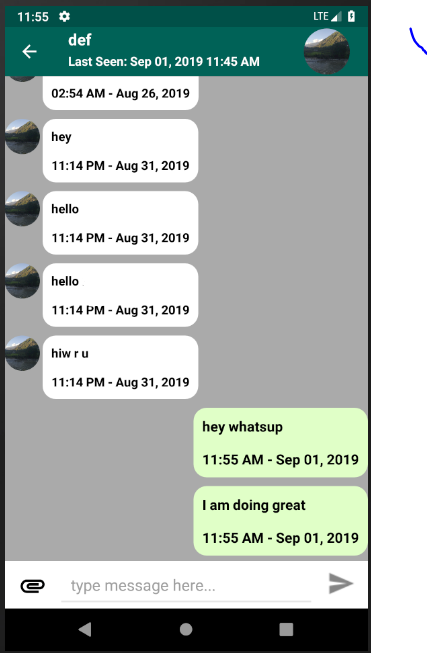 11:55 LTE
def
Last Seen: Sep 01, 2019 11:45 AM
02:54 AM - Aug 26, 2019
hey
11:14 PM - Aug 31, 2019
hello
11:14 PM - Aug 31, 2019
hello
11:14 PM - Aug 31, 2019
hiw r u
11:14 PM - Aug 31, 2019
hey whatsup
11:55 AM - Sep 01, 2019
I am doing great
11:55 AM - Sep 01, 2019
type message here...